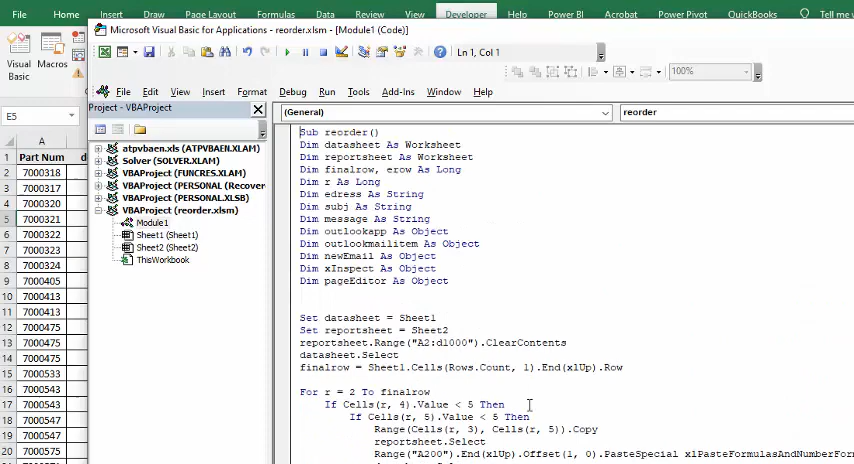 File Home Insert Draw Page Layout Formulas Data Review View Developer Help Power BI Acrobat Power Pivot QuickBooks Tell me
Microsoft Visual Basic for Applications - reorder.xlsm - [Module1 (Code)]
Visual Basic
Macros
Ln 1, Col 1
100%
File Edit View Insert Format Debug Run Tools Add-Ins Window Help
Project - VBAProject
E5
(General)
reorder
atpvbaen.xls (ATPVBAEN.XLAM)
Solver (SOLVER.XLAM)
VBAProject (FUNCRES.XLAM)
VBAProject (PERSONAL (Recover
VBAProject (PERSONAL.XLSB)
VBAProject (reorder.xlsm)
Module1
Sheet1 (Sheet1)
Sheet2 (Sheet2)
ThisWorkbook
A
1 Part Num d
2 7000318
3 7000317
4 7000320
5 7000321
6 7000322
7 7000323
8 7000324
9 7000405
10 7000413
11 7000413
12 7000475
13 7000475
14 7000475
15 7000533
16 7000543
17 7000543
18 7000547
19 7000547
20 7000571
Sub reorder()
Dim datasheet As Worksheet
Dim reportsheet As Worksheet
Dim finalrow, erow As Long
Dim r As Long
Dim edress As String
Dim subj As String
Dim message As String
Dim outlookapp As Object
Dim outlookmailitem As Object
Dim newEmail As Object
Dim xInspect As Object
Dim pageEditor As Object
Set datasheet = Sheet1
Set reportsheet = Sheet2
reportsheet.Range("A2:d1000").ClearContents
datasheet.Select
finalrow = Sheet1.Cells(Rows.Count, 1).End(xlUp).Row
For r = 2 To finalrow
If Cells(r, 4).Value < 5 Then
If Cells(r, 5).Value < 5 Then
Range(Cells(r, 3), Cells(r, 5)).Copy
reportsheet.Select
Range("A200").End(xlUp).Offset(1, 0).PasteSpecial xlPasteFormulasAndNumberForm